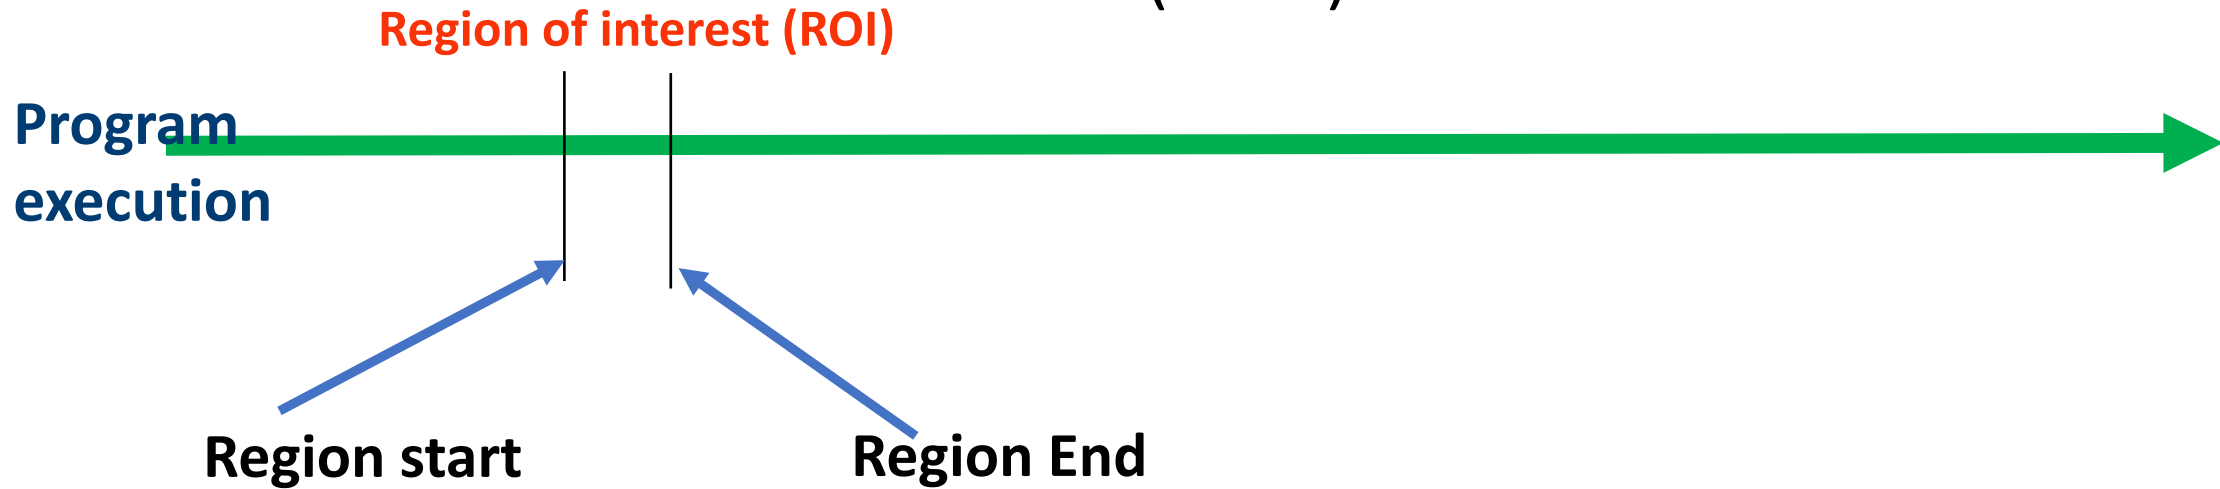 Region of interest (ROI)
Program
execution
Region start
Region End